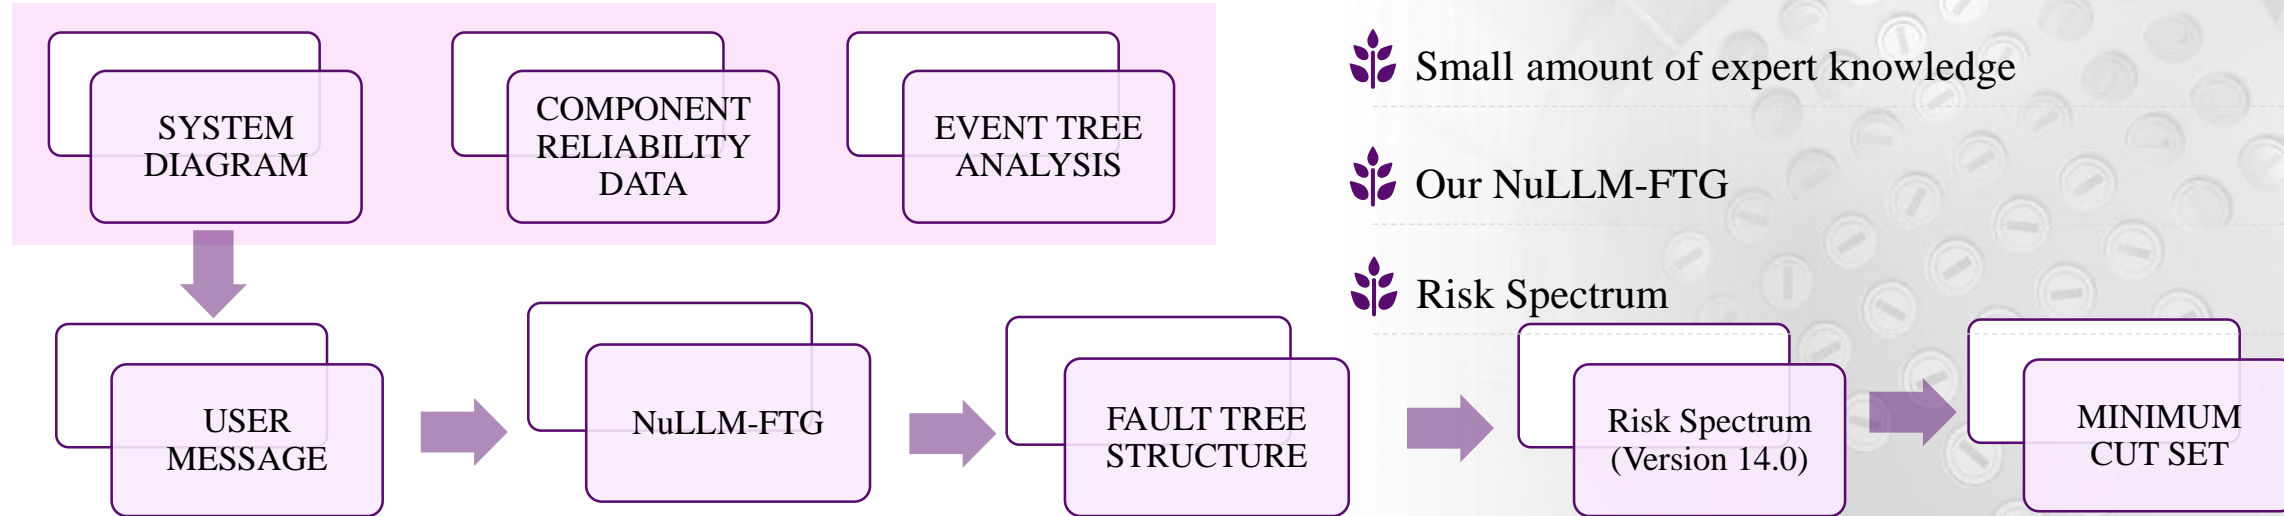 SYSTEM
DIAGRAM
COMPONENT
RELIABILITY
DATA
EVENT TREE
ANALYSIS
Small amount of expert knowledge
Our NuLLM-FTG
Risk Spectrum
USER
MESSAGE
NuLLM-FTG
FAULT TREE
STRUCTURE
Risk Spectrum
(Version 14.0)
MINIMUM
CUT SET